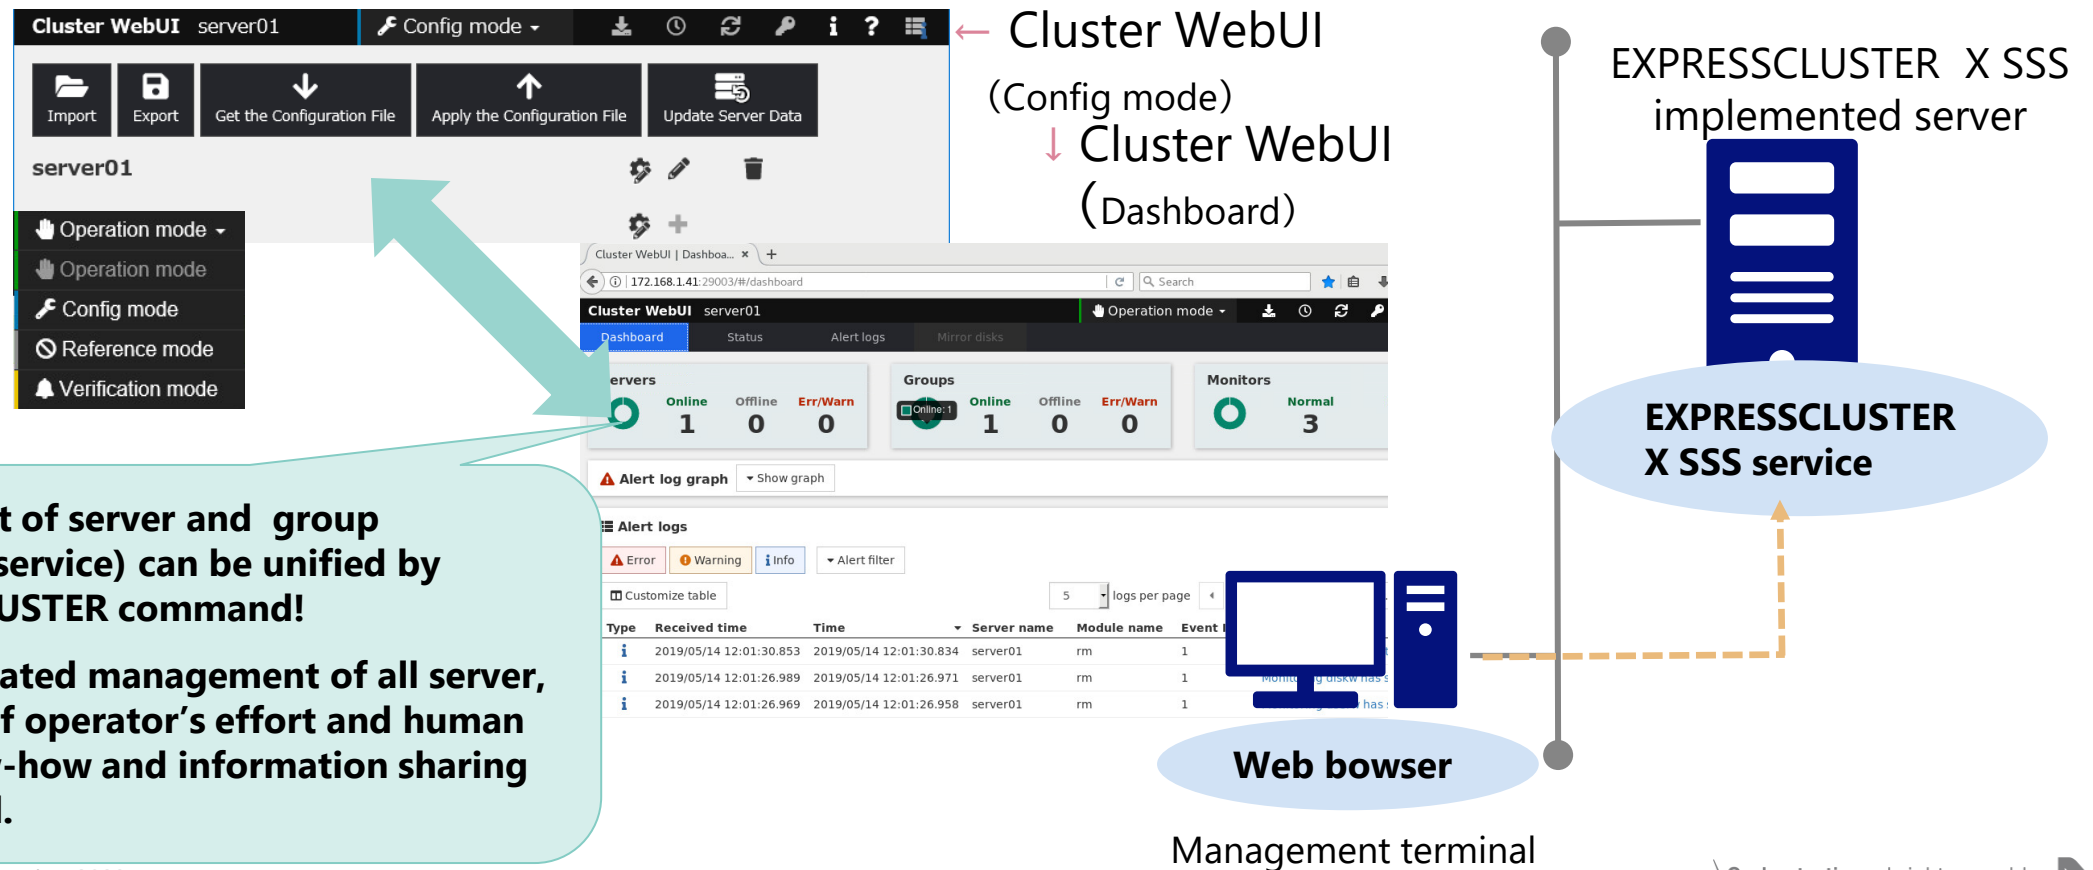 Cluster WebUI server01 Config mode
Import Export Get the Configuration File Apply the Configuration File Update Server Data
server01
Operation mode
Operation mode
Config mode
Reference mode
Verification mode
← Cluster WebUI
（Config mode）
↓ Cluster WebUI
（Dashboard）
Cluster WebUI | Dashboa... × +
172.168.1.41:29003/#/dashboard Search
Cluster WebUI server01 Operation mode
Dashboard Status Alert logs Mirror disks
ervers Groups Monitors
Online Offline Err/Warn Online: 1 Online Offline Err/Warn Normal
1 0 0 1 0 0 3
Alert log graph Show graph
Alert logs
Error Warning Info Alert filter
Customize table 5 logs per page
Type Received time Time Server name Module name Event I
2019/05/14 12:01:30.853 2019/05/14 12:01:30.834 server01 rm 1
2019/05/14 12:01:26.989 2019/05/14 12:01:26.971 server01 rm 1 has s
2019/05/14 12:01:26.969 2019/05/14 12:01:26.958 server01 rm 1 has
t of server and group
service) can be unified by
USTER command!
ated management of all server,
f operator's effort and human
-how and information sharing
.
EXPRESSCLUSTER X SSS
implemented server
EXPRESSCLUSTER
X SSS service
Web bowser
Management terminal